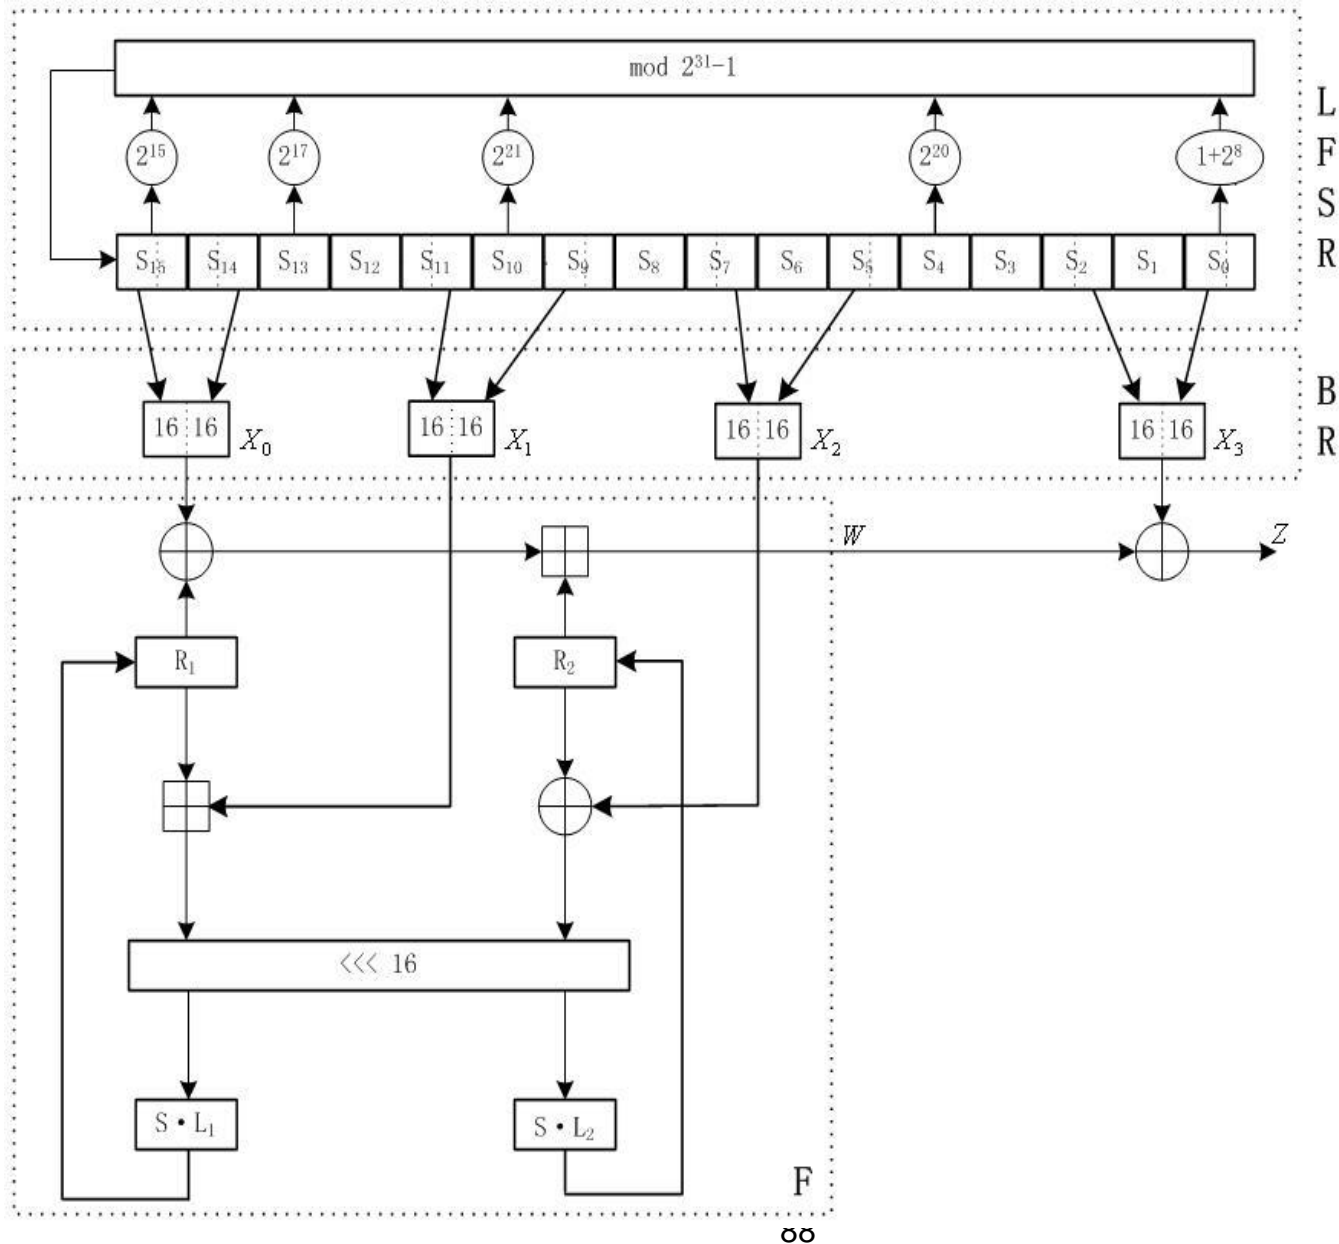 mod 2³¹-1
2¹⁵ 2¹⁷ 2²¹ 2²⁰ 1+2⁸
S₁₅ S₁₄ S₁₃ S₁₂ S₁₁ S₁₀ S₉ S₈ S₇ S₆ S₅ S₄ S₃ S₂ S₁ S₀
L
F
S
R
16 16 X₀ 16 16 X₁ 16 16 X₂ 16 16 X₃
B
R
W Z
R₁ R₂
<<< 16
S•L₁ S•L₂
F
88